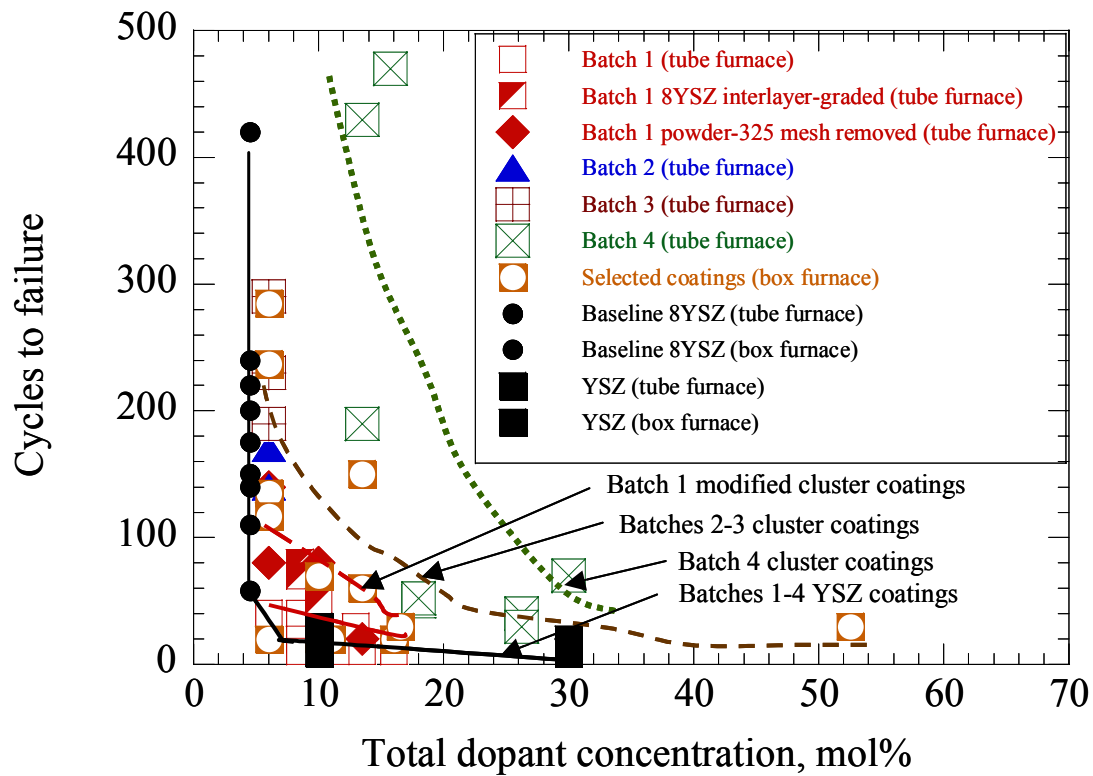 500
400
300
200
100
0
Cycles to failure
Batch 1 (tube furnace)
Batch 1 8YSZ interlayer-graded (tube furnace)
Batch 1 powder-325 mesh removed (tube furnace)
Batch 2 (tube furnace)
Batch 3 (tube furnace)
Batch 4 (tube furnace)
Selected coatings (box furnace)
Baseline 8YSZ (tube furnace)
Baseline 8YSZ (box furnace)
YSZ (tube furnace)
YSZ (box furnace)
Batch 1 modified cluster coatings
Batches 2-3 cluster coatings
Batch 4 cluster coatings
Batches 1-4 YSZ coatings
0 10 20 30 40 50 60 70
Total dopant concentration, mol%